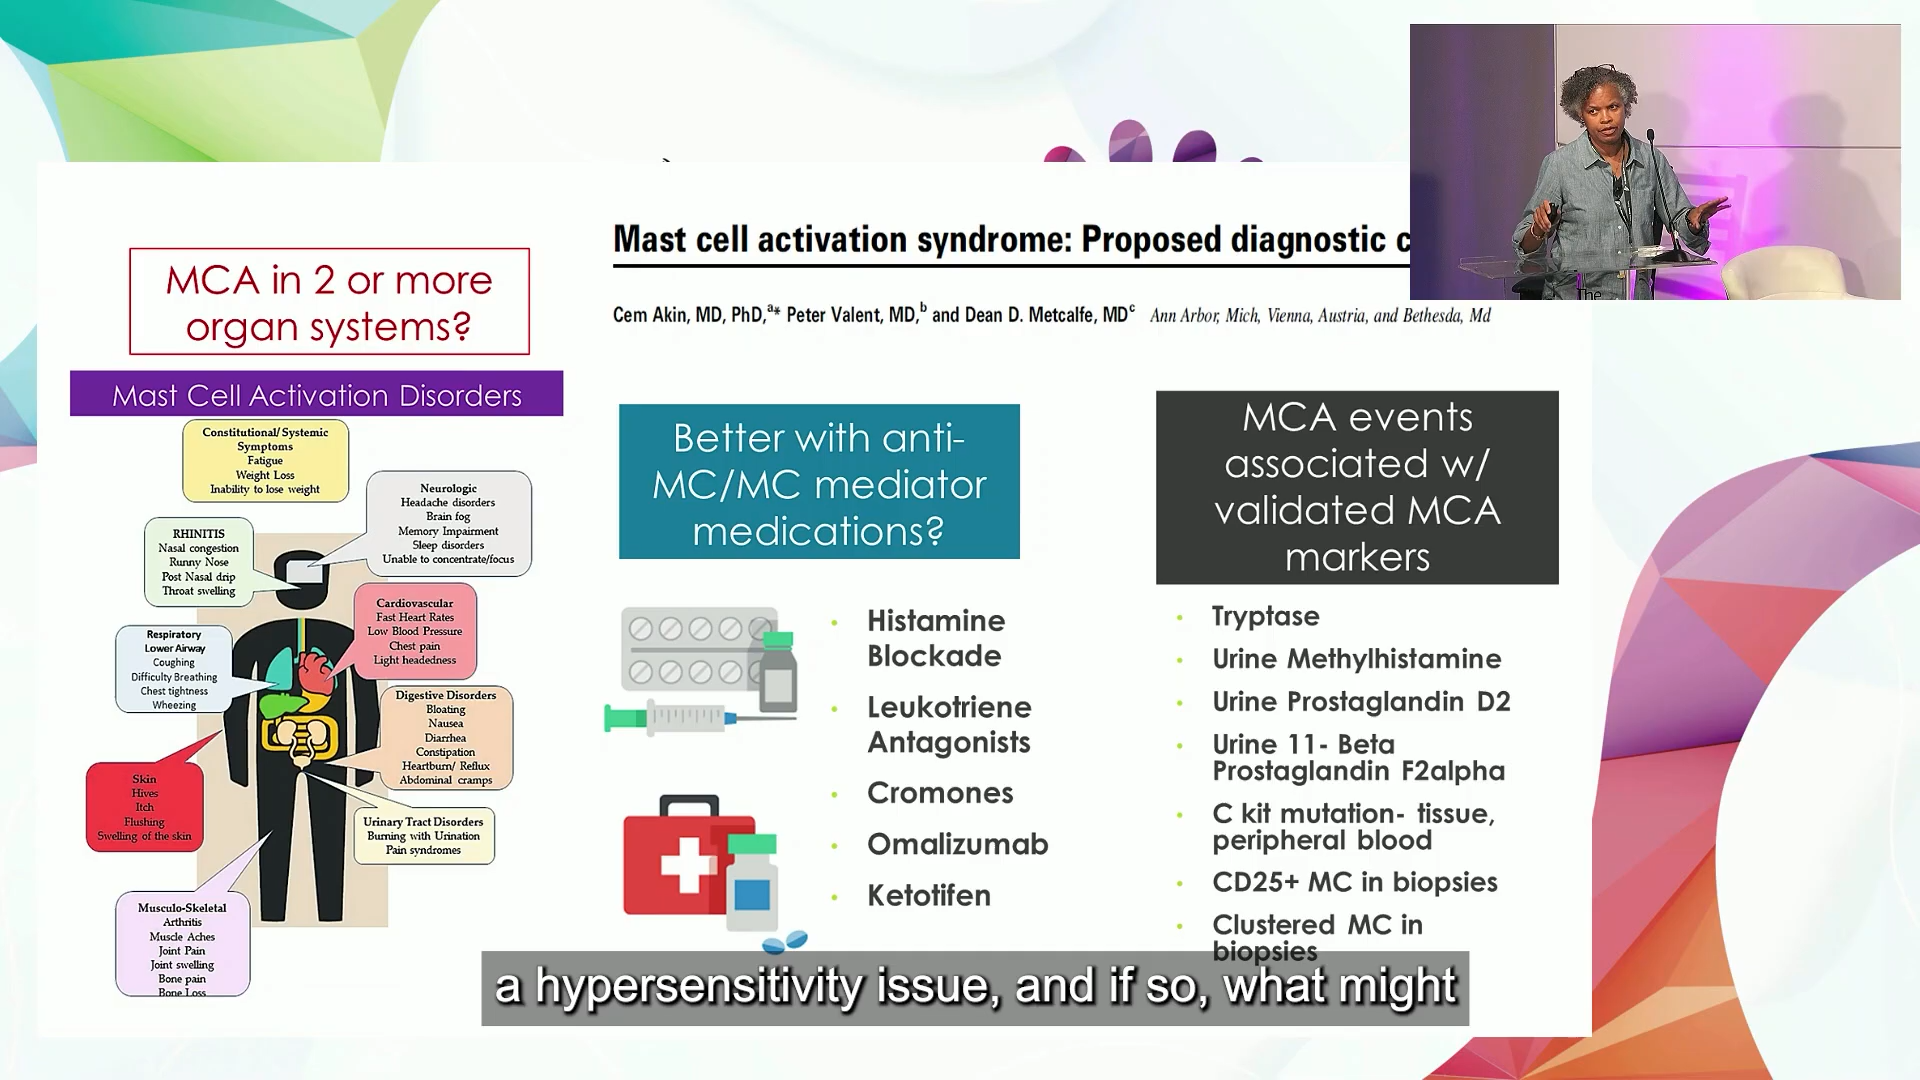 Mast cell activation syndrome: Proposed diagnostic c
Cem Akin, MD, PhD,a* Peter Valent, MD,b and Dean D. Metcalfe, MDc Ann Arbor, Mich, Vienna, Austria, and Bethesda, Md
The
MCA in 2 or more
organ systems?
Mast Cell Activation Disorders
Constitutional/ Systemic
Symptoms
Fatigue
Weight Loss
Inability to lose weight
Neurologic
Headache disorders
Brain fog
Memory Impairment
Sleep disorders
Unable to concentrate/focus
RHINITIS
Nasal congestion
Runny Nose
Post Nasal drip
Throat swelling
Cardiovascular
Fast Heart Rates
Low Blood Pressure
Chest pain
Light headedness
Respiratory
Lower Airway
Coughing
Difficulty Breathing
Chest tightness
Wheezing
Digestive Disorders
Bloating
Nausea
Diarrhea
Constipation
Heartburn/ Reflux
Abdominal cramps
Skin
Hives
Itch
Flushing
Swelling of the skin
Urinary Tract Disorders
Burning with Urination
Pain syndromes
Musculo-Skeletal
Arthritis
Muscle Aches
Joint Pain
Joint swelling
Bone pain
Bone Loss
Better with anti-
MC/MC mediator
medications?
Histamine
Blockade
Leukotriene
Antagonists
Cromones
Omalizumab
Ketotifen
MCA events
associated w/
validated MCA
markers
Tryptase
Urine Methylhistamine
Urine Prostaglandin D2
Urine 11- Beta
Prostaglandin F2alpha
C kit mutation- tissue,
peripheral blood
CD25+ MC in biopsies
Clustered MC in
biopsies
a hypersensitivity issue, and if so, what might